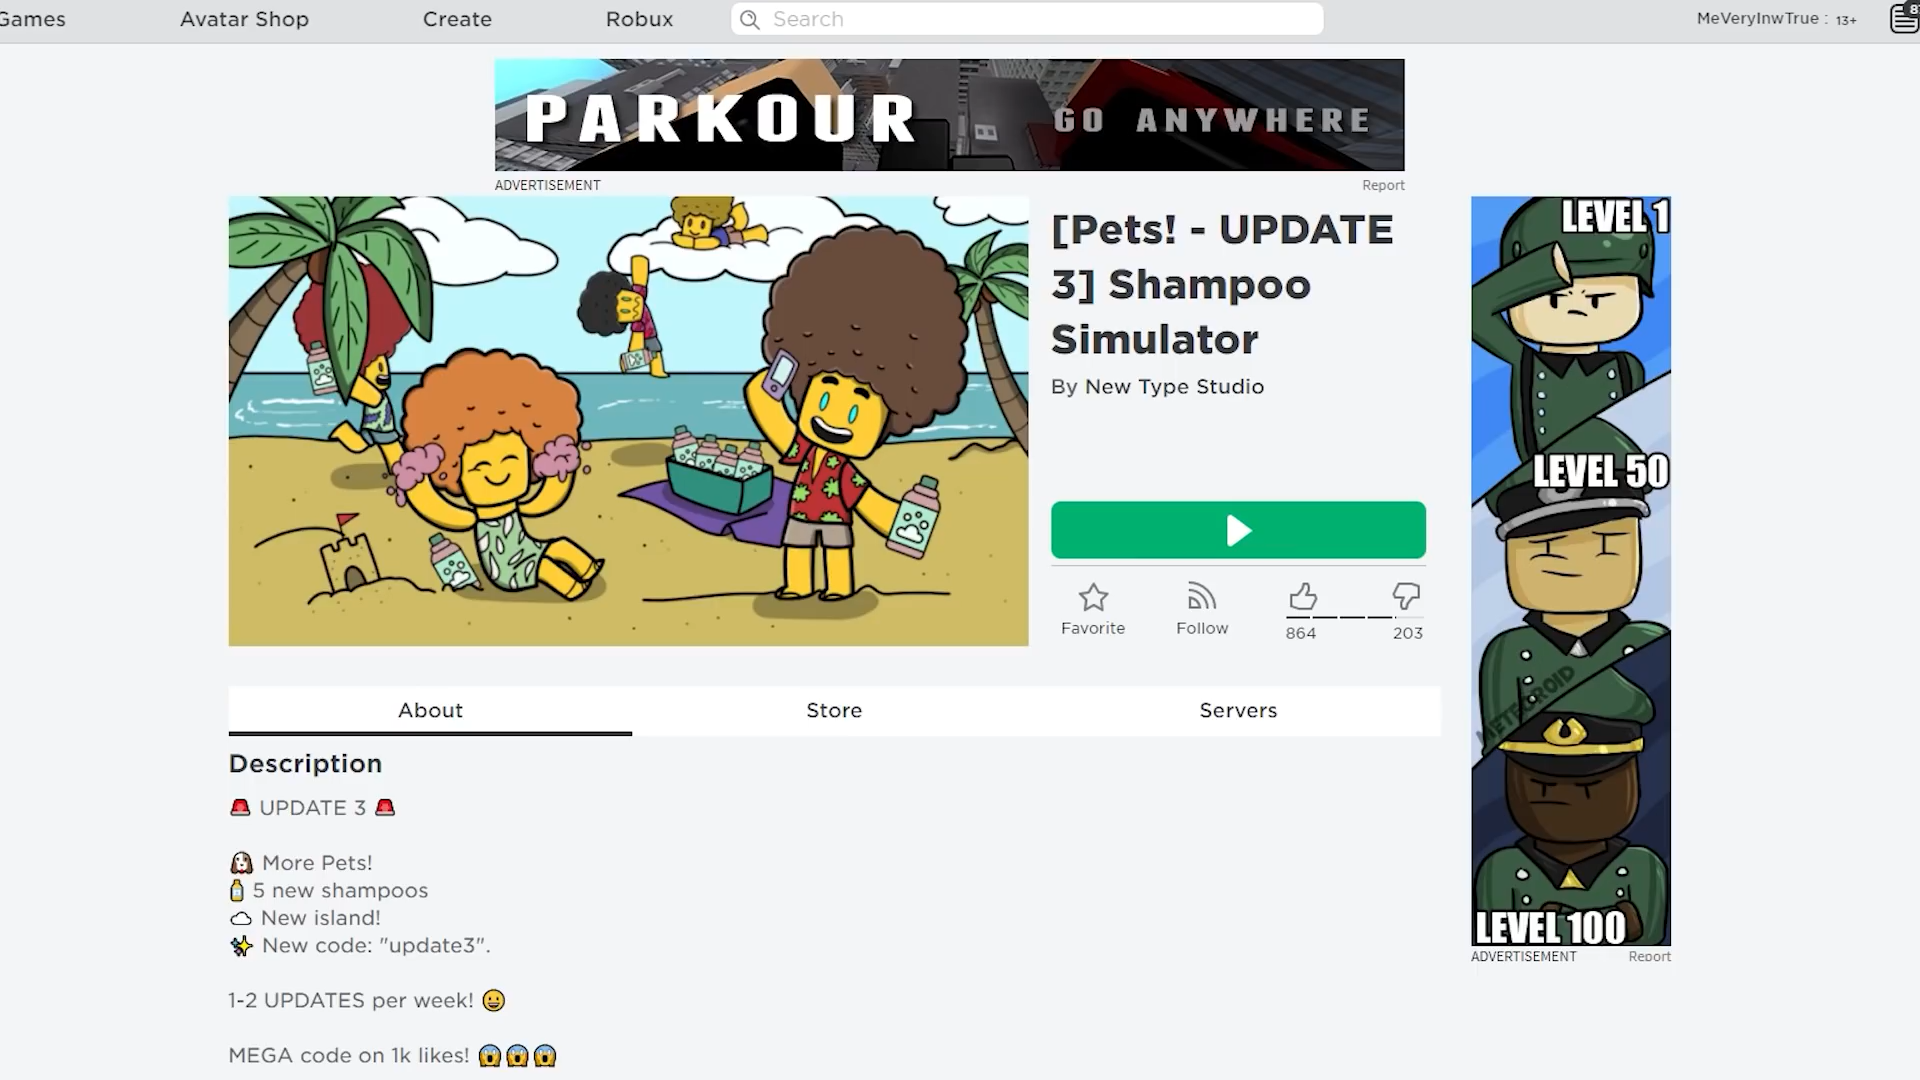 Games
Avatar Shop
Create
Robux
Search
MeVeryInwTrue : 13+
PARKOUR
GO ANYWHERE
ADVERTISEMENT
Report
[Pets! - UPDATE
3] Shampoo
Simulator
By New Type Studio
Favorite
Follow
864
203
LEVEL 1
LEVEL 50
METEOROID
LEVEL 100
ADVERTISEMENT
Report
About
Store
Servers
Description
🚨 UPDATE 3 🚨
🐶 More Pets!
🧴 5 new shampoos
☁ New island!
✨ New code: "update3".
1-2 UPDATES per week! 😀
MEGA code on 1k likes! 😱😱😱